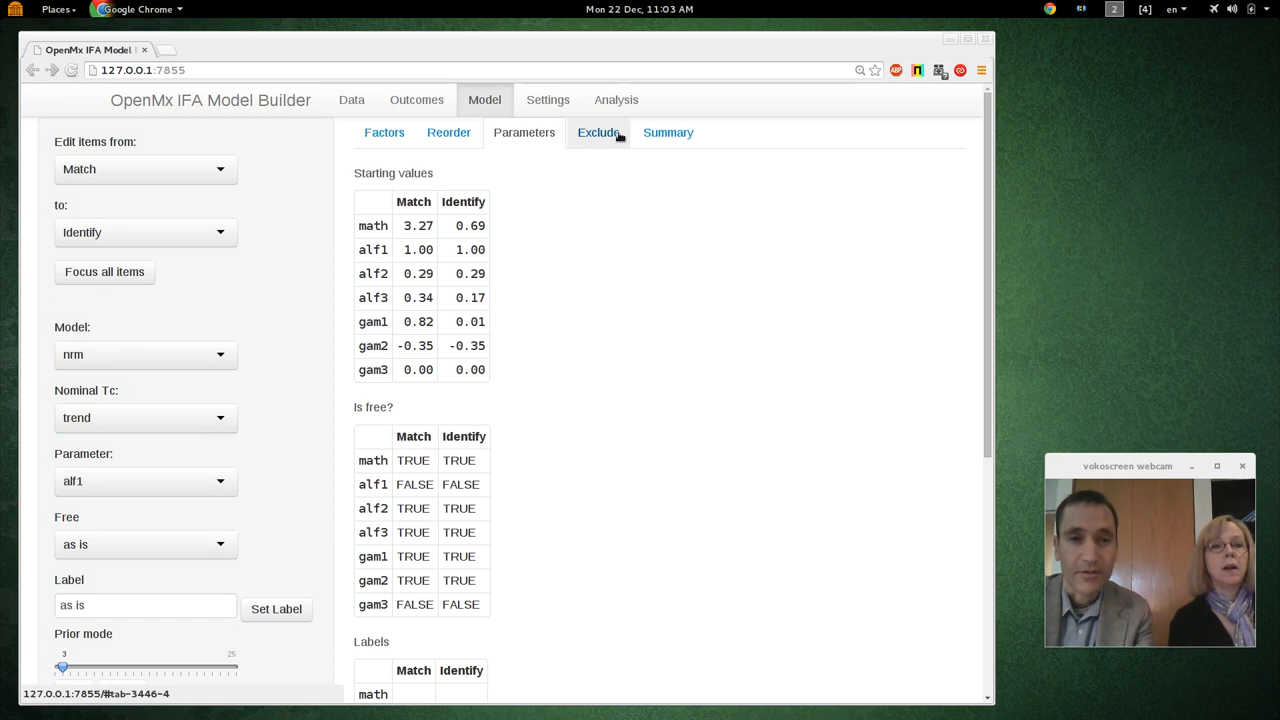 Places Google Chrome Mon 22 Dec, 11:03 AM 2 [4] en
OpenMx IFA Model
127.0.0.1:7855
ABP
OpenMx IFA Model Builder Data Outcomes Model Settings Analysis
Factors Reorder Parameters Exclude Summary
Edit items from:
Match
to:
Identify
Focus all items
Model:
nrm
Nominal Tc:
trend
Parameter:
alf1
Free
as is
Label
as is Set Label
Prior mode
3 25
Starting values
Match Identify
math 3.27 0.69
alf1 1.00 1.00
alf2 0.29 0.29
alf3 0.34 0.17
gam1 0.82 0.01
gam2 -0.35 -0.35
gam3 0.00 0.00
Is free?
Match Identify
math TRUE TRUE
alf1 FALSE FALSE
alf2 TRUE TRUE
alf3 TRUE TRUE
gam1 TRUE TRUE
gam2 TRUE TRUE
gam3 FALSE FALSE
Labels
Match Identify
math
127.0.0.1:7855/#tab-3446-4
vokoscreen webcam